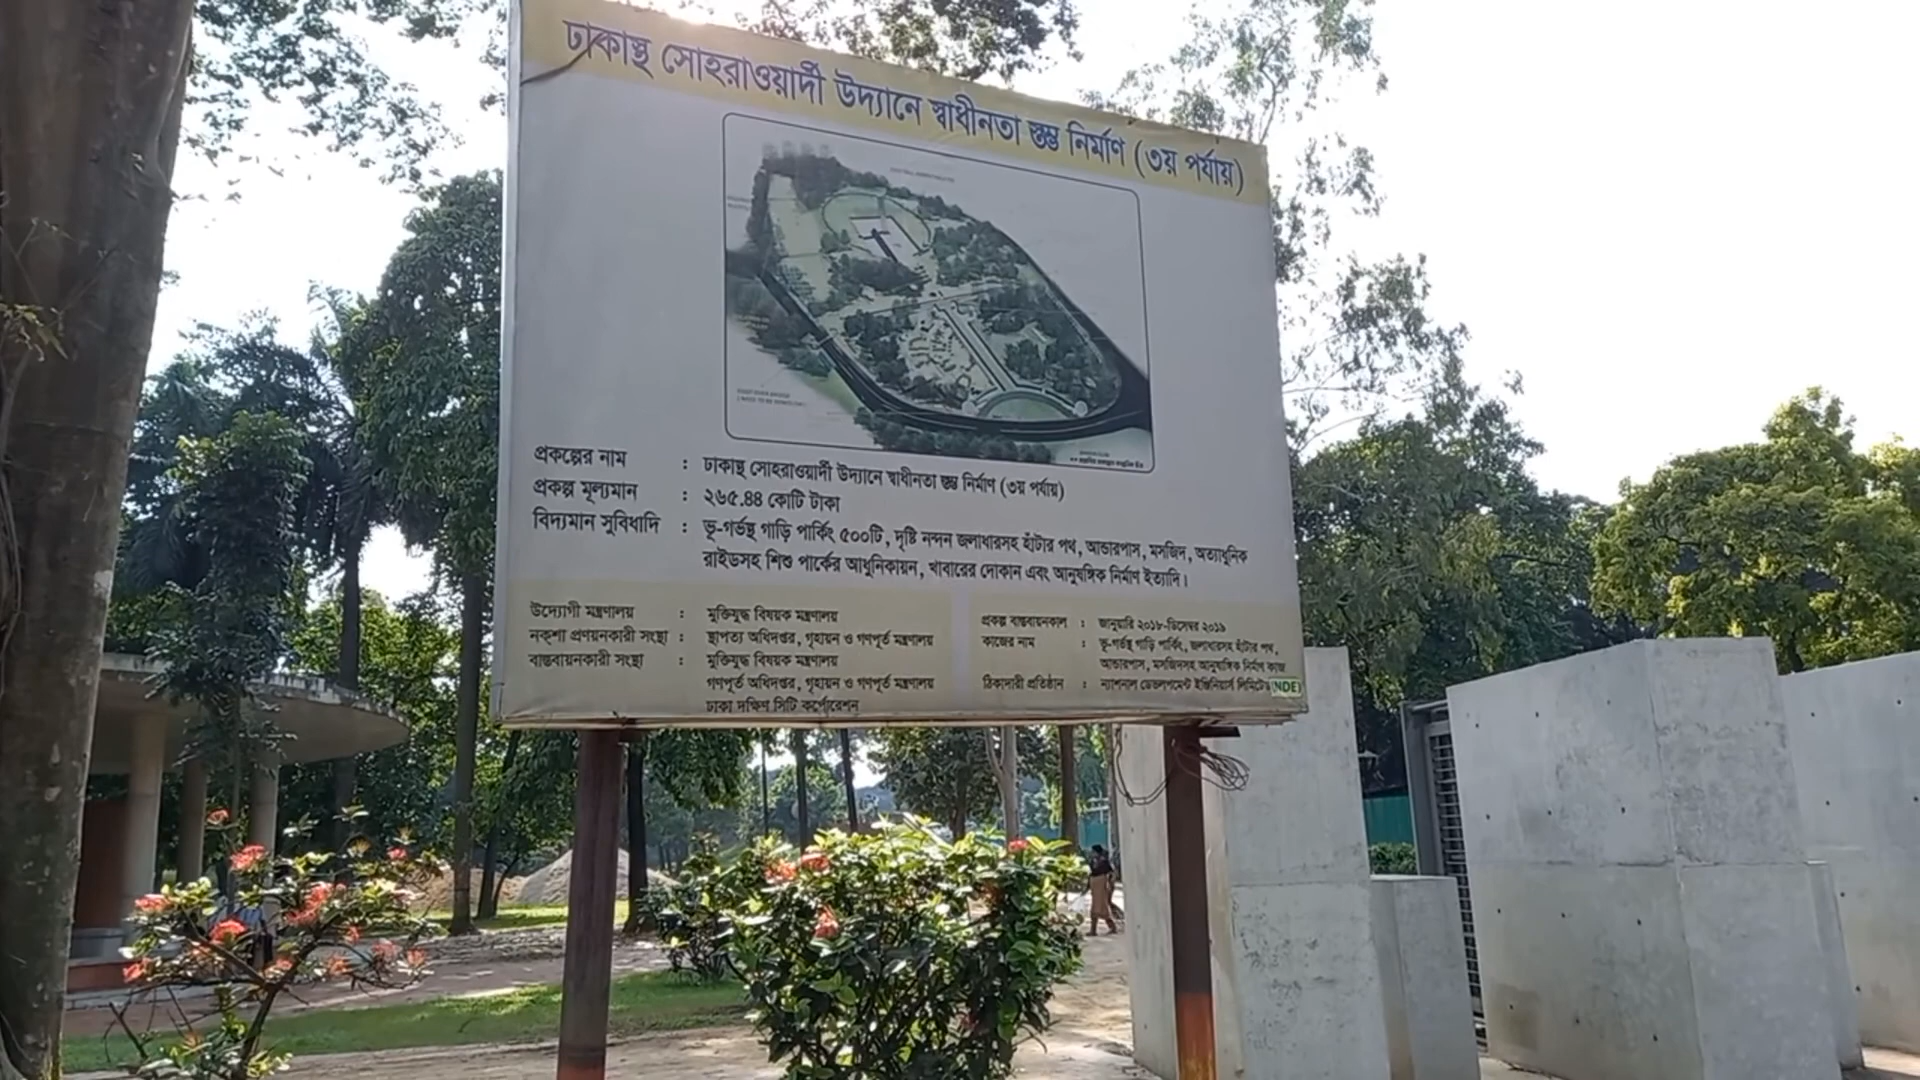 ঢাকাস্থ সোহরাওয়ার্দী উদ্যানে স্বাধীনতা স্তম্ভ নির্মাণ (৩য় পর্যায়)
প্রকল্পের নাম : ঢাকাস্থ সোহরাওয়ার্দী উদ্যানে স্বাধীনতা স্তম্ভ নির্মাণ (৩য় পর্যায়)
প্রকল্প মূল্যমান : ২৬৫.৪৪ কোটি টাকা
বিদ্যমান সুবিধাদি : ভূ-গর্ভস্থ গাড়ি পার্কিং ৫০০টি, দৃষ্টি নন্দন জলাধারসহ হাঁটার পথ, আন্ডারপাস, মসজিদ, অত্যাধুনিক
রাইডসহ শিশু পার্কের আধুনিকায়ন, খাবারের দোকান এবং আনুষঙ্গিক নির্মাণ ইত্যাদি।
উদ্যোগী মন্ত্রণালয় : মুক্তিযুদ্ধ বিষয়ক মন্ত্রণালয়
নক্শা প্রণয়নকারী সংস্থা : স্থাপত্য অধিদপ্তর, গৃহায়ন ও গণপূর্ত মন্ত্রণালয়
বাস্তবায়নকারী সংস্থা : মুক্তিযুদ্ধ বিষয়ক মন্ত্রণালয়
গণপূর্ত অধিদপ্তর, গৃহায়ন ও গণপূর্ত মন্ত্রণালয়
ঢাকা দক্ষিণ সিটি কর্পোরেশন
প্রকল্প বাস্তবায়নকাল : জানুয়ারি ২০১৮-ডিসেম্বর ২০১৯
কাজের নাম : ভূ-গর্ভস্থ গাড়ি পার্কিং, জলাধারসহ হাঁটার পথ,
আন্ডারপাস, মসজিদসহ আনুষঙ্গিক নির্মাণ কাজ
ঠিকাদারী প্রতিষ্ঠান : ন্যাশনাল ডেভলপমেন্ট ইঞ্জিনিয়ার্স লিমিটেড(NDE)